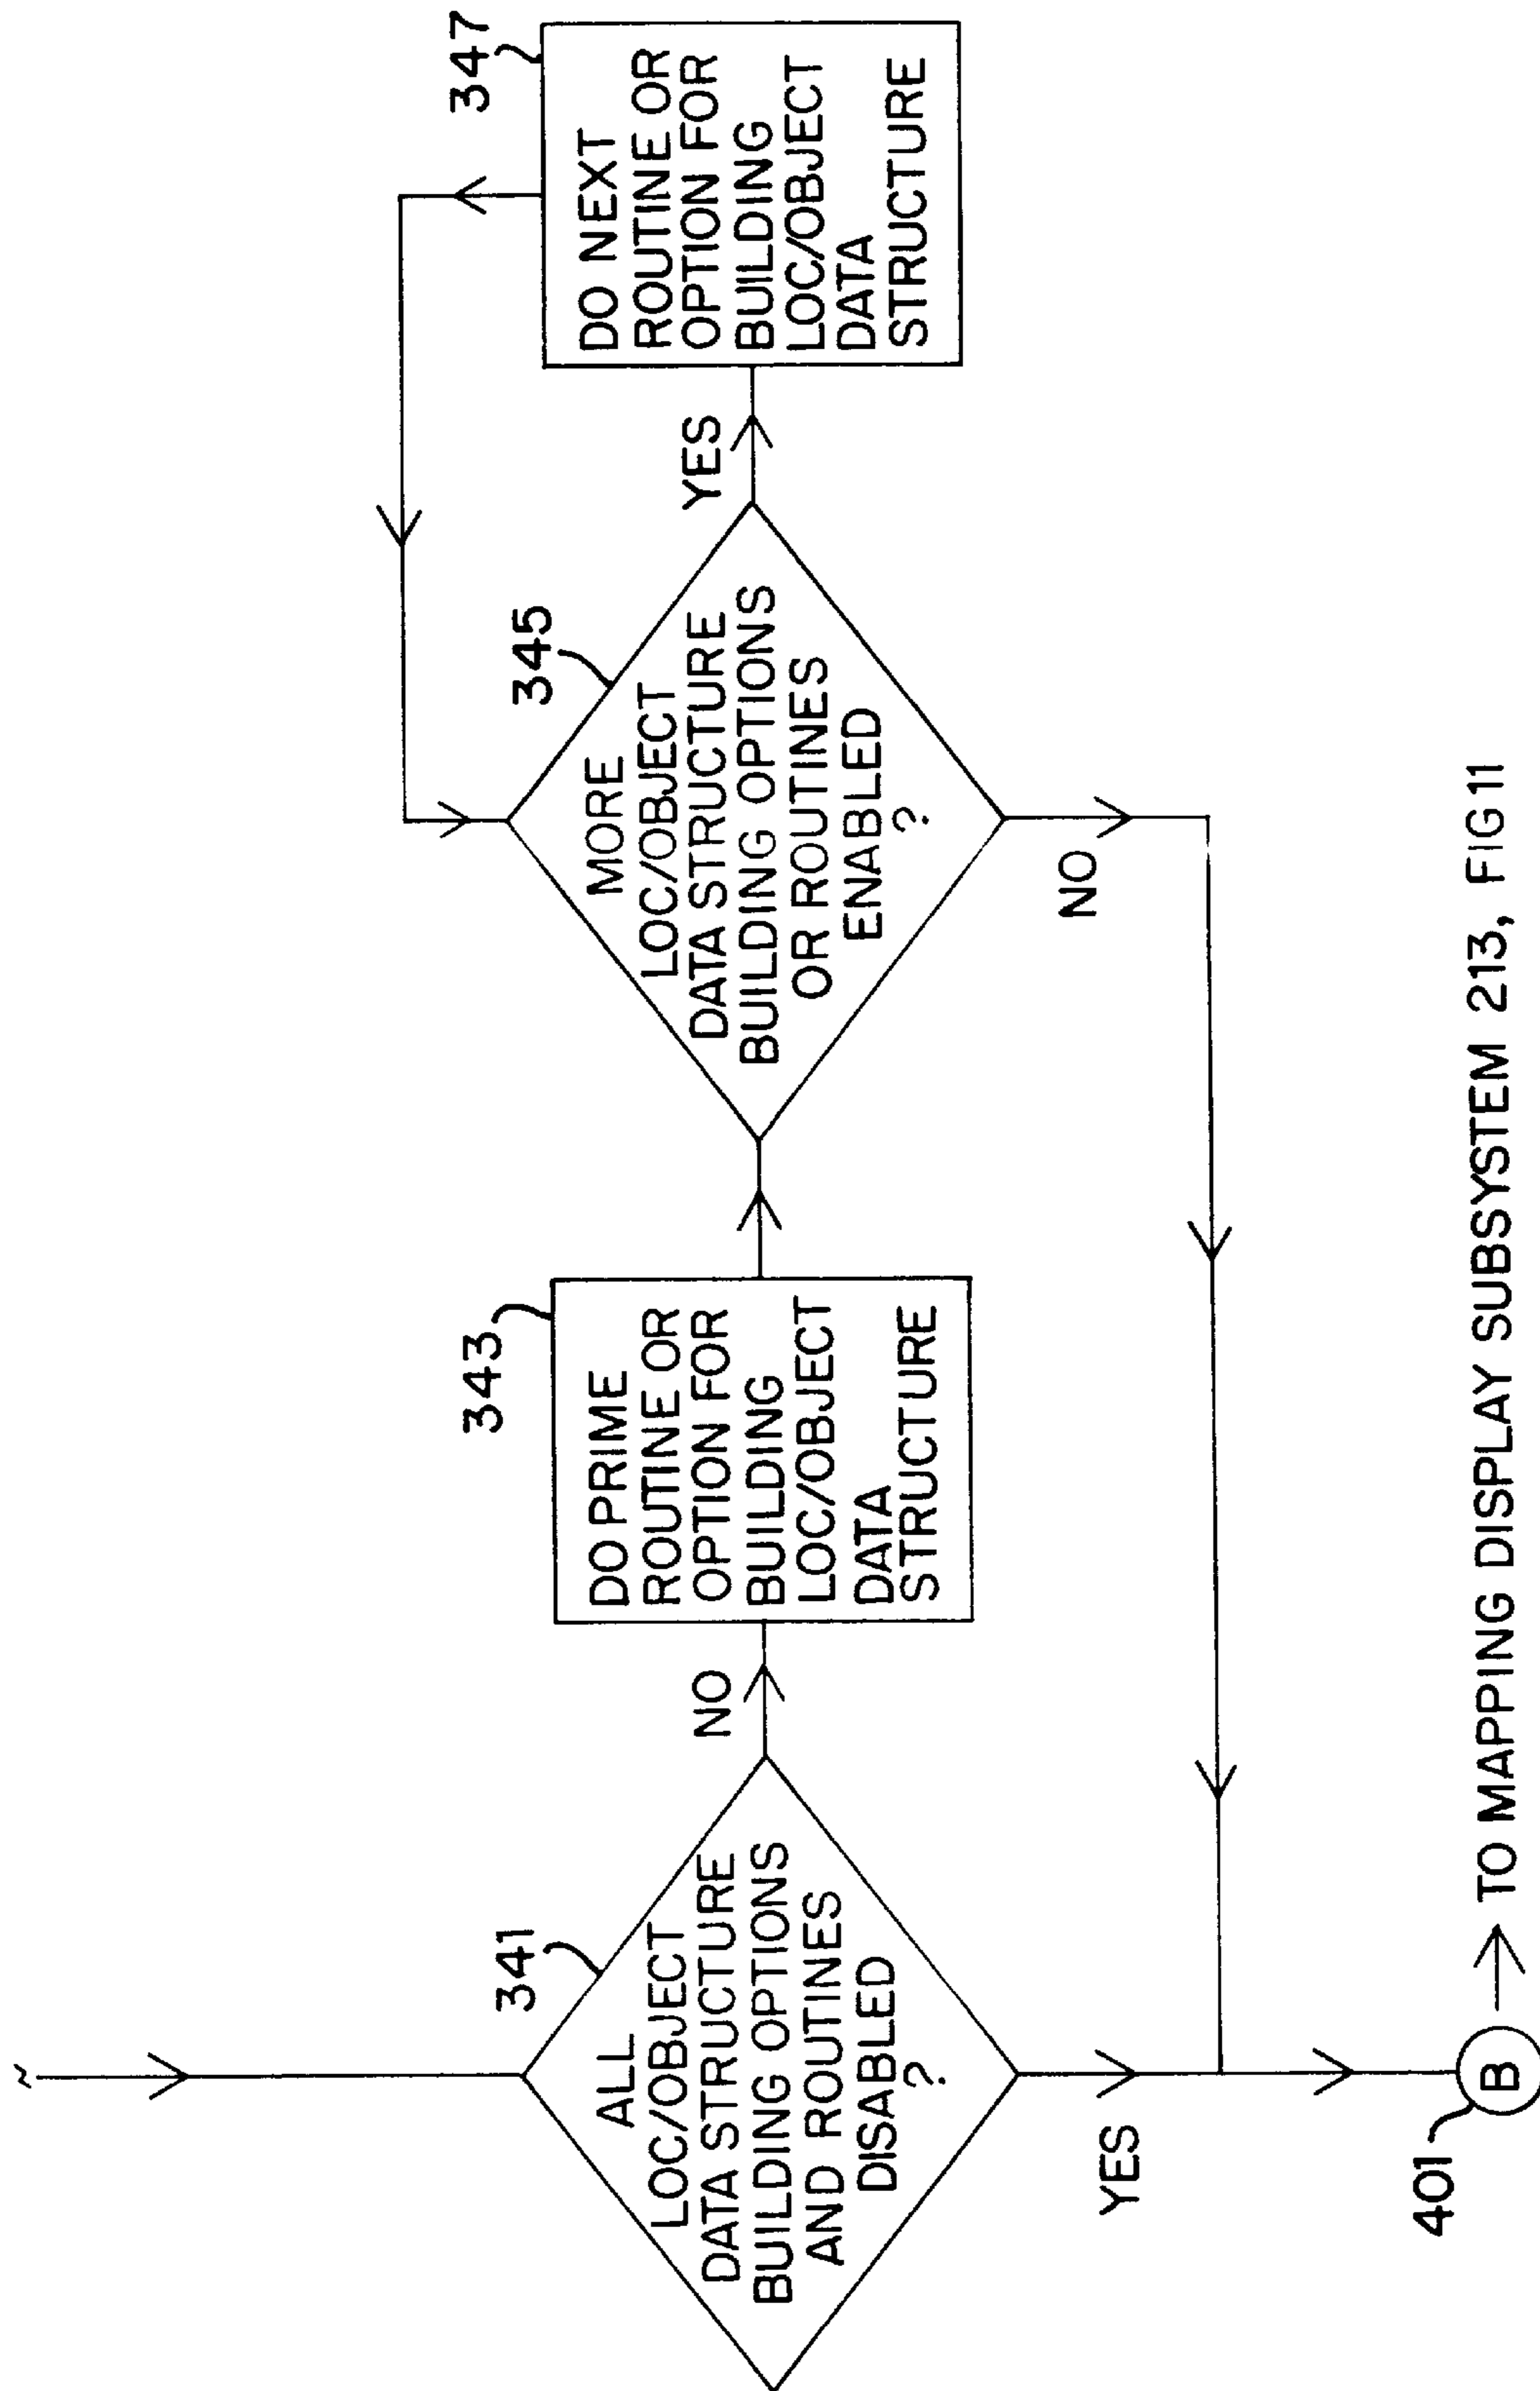 341
ALL
LOC/OBJECT
DATA STRUCTURE
BUILDING OPTIONS
AND ROUTINES
DISABLED
?
NO
YES
343
DO PRIME
ROUTINE OR
OPTION FOR
BUILDING
LOC/OBJECT
DATA
STRUCTURE
345
MORE
LOC/OBJECT
DATA STRUCTURE
BUILDING OPTIONS
OR ROUTINES
ENABLED
?
YES
NO
347
DO NEXT
ROUTINE OR
OPTION FOR
BUILDING
LOC/OBJECT
DATA
STRUCTURE
401
B → TO MAPPING DISPLAY SUBSYSTEM 213, FIG 11